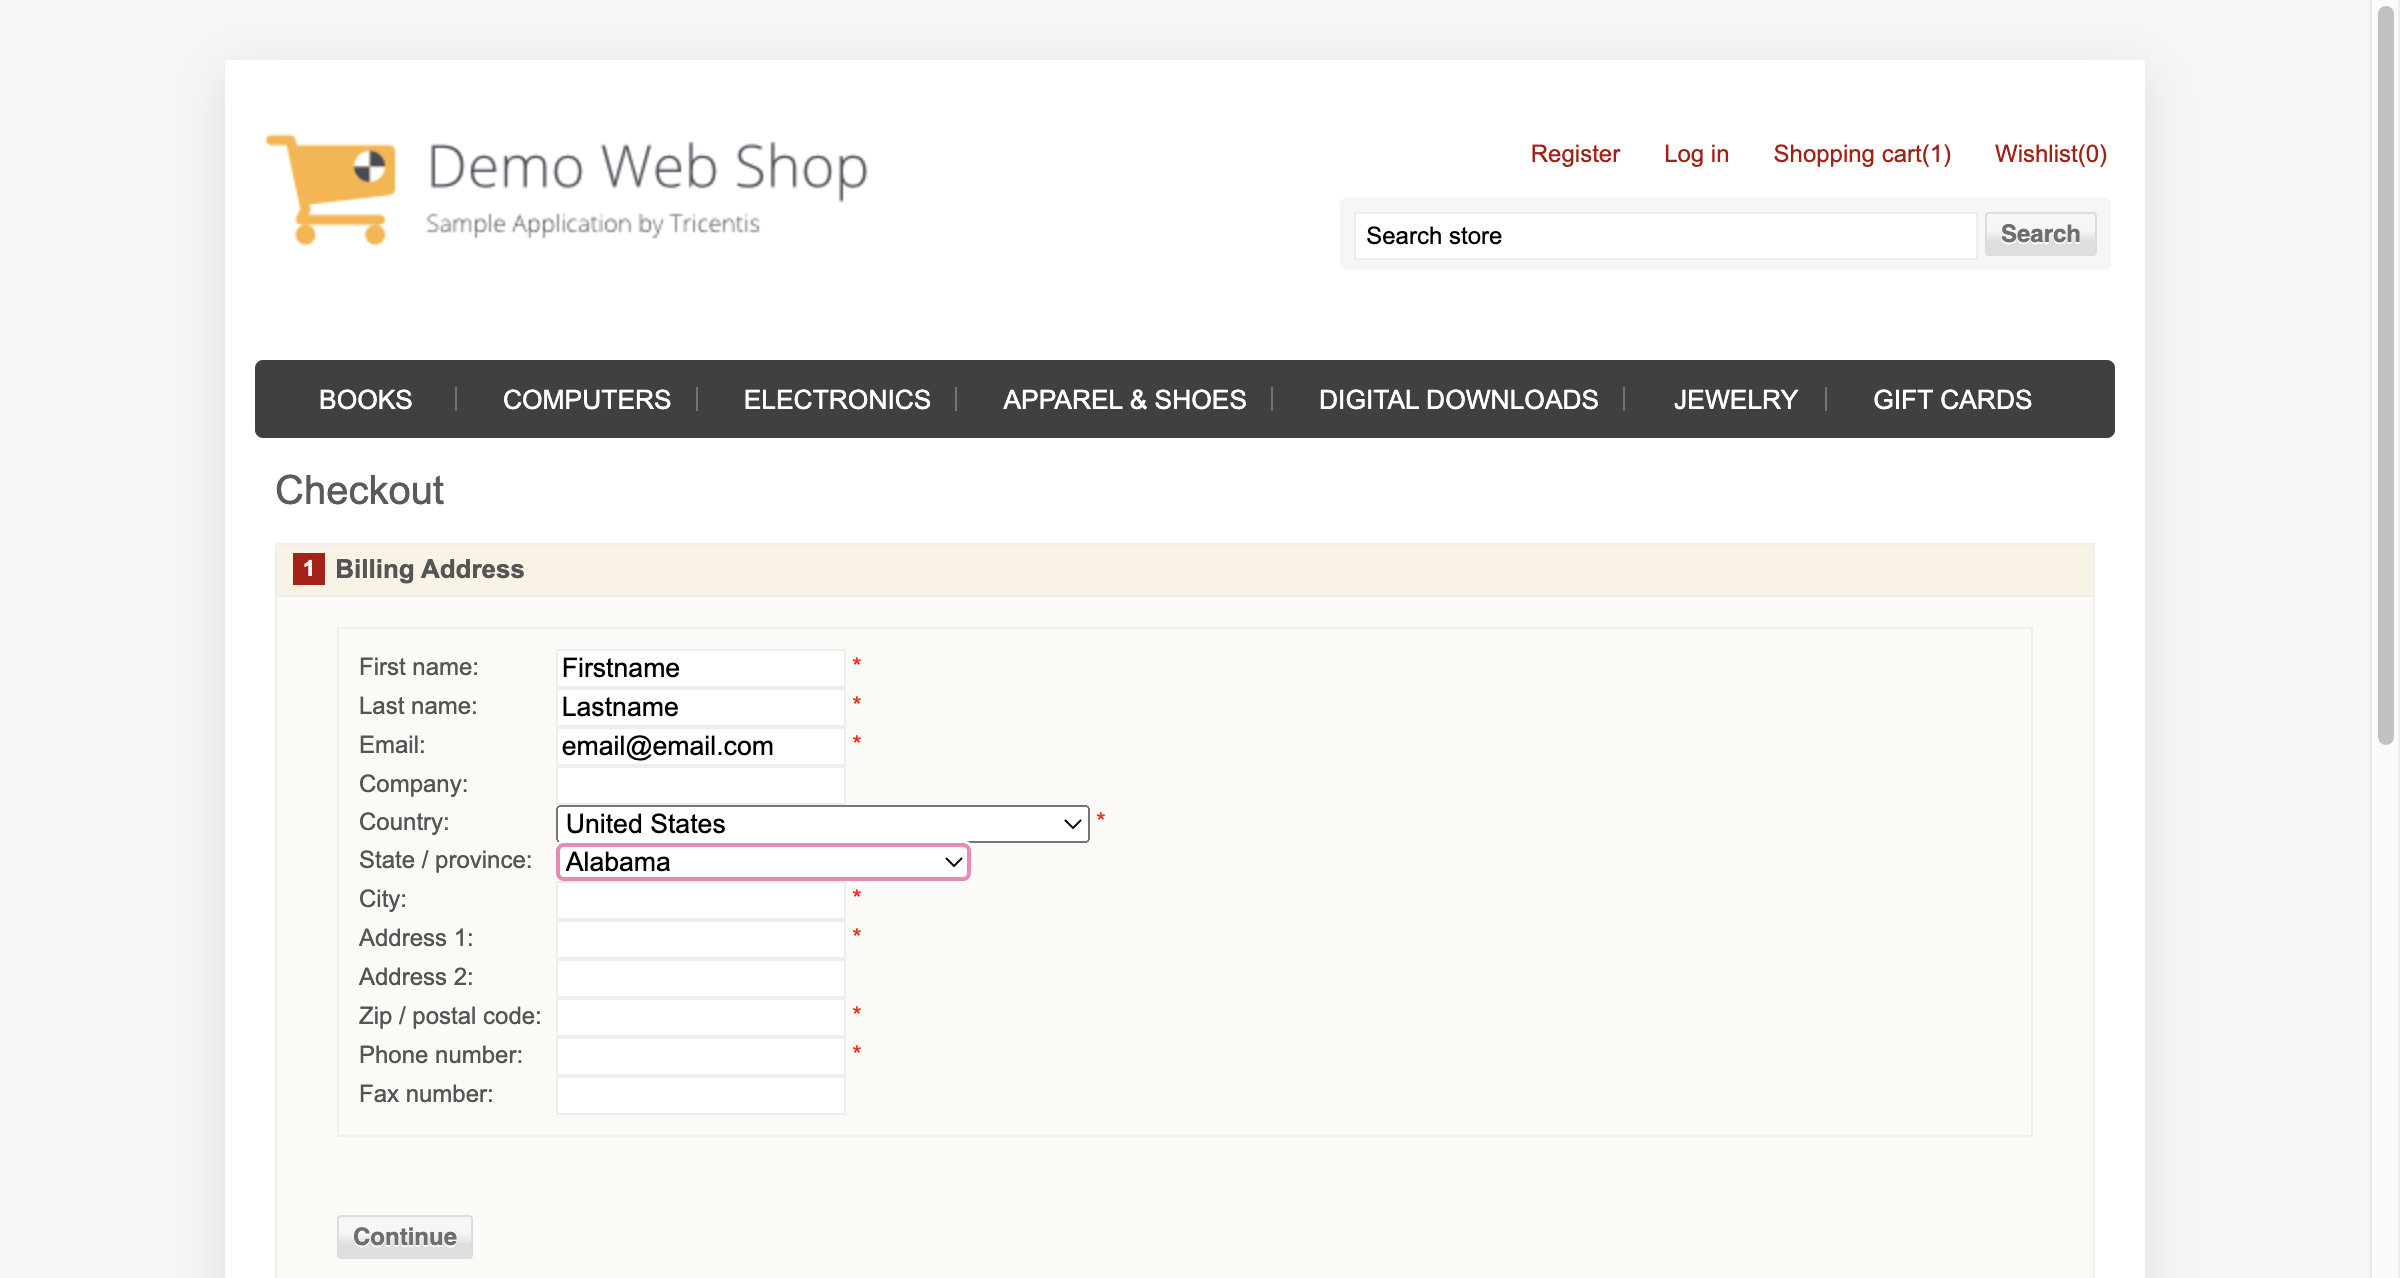 Demo Web Shop
Sample Application by Tricentis
Register Log in Shopping cart(1) Wishlist(0)
Search store Search
BOOKS COMPUTERS ELECTRONICS APPAREL & SHOES DIGITAL DOWNLOADS JEWELRY GIFT CARDS
Checkout
1 Billing Address
First name: Firstname *
Last name: Lastname *
Email: email@email.com *
Company:
Country: United States *
State / province: Alabama
City: *
Address 1: *
Address 2:
Zip / postal code: *
Phone number: *
Fax number:
Continue